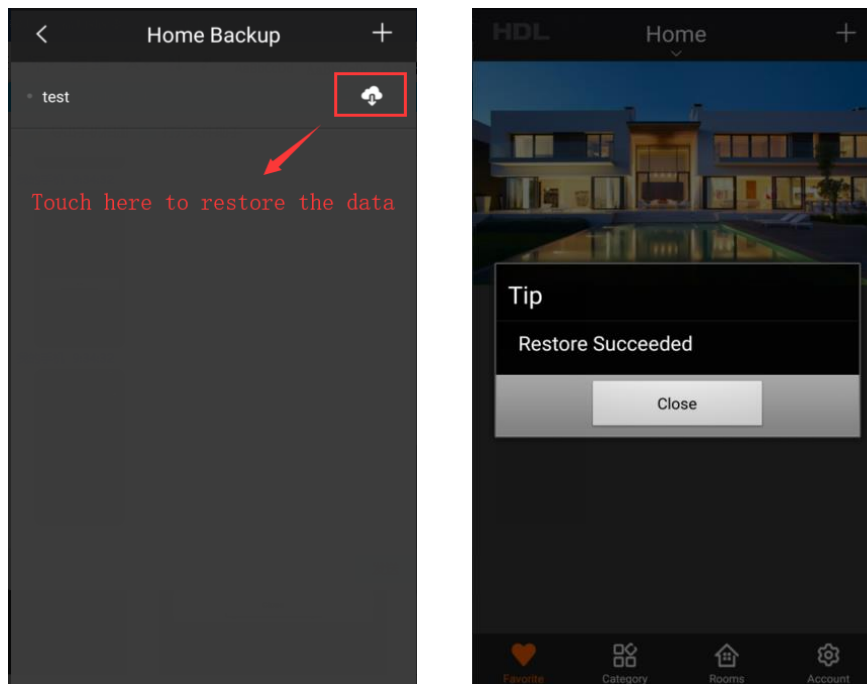 Home Backup
test
Touch here to restore the data
HDL
Home
Tip
Restore Succeeded
Close
Favorite
Category
Rooms
Account